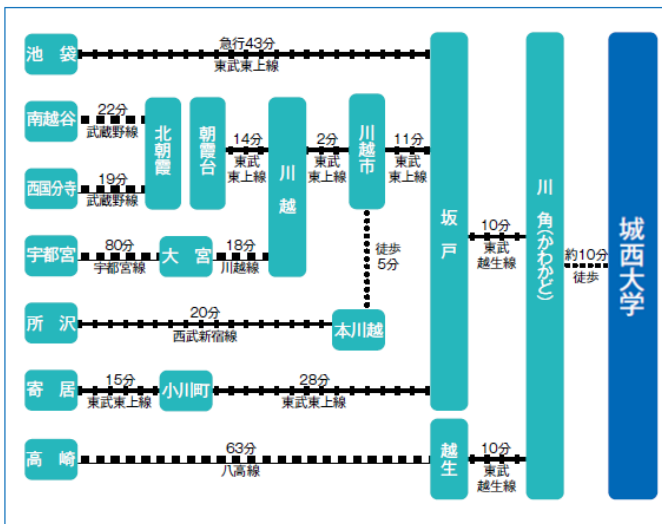 池袋
急行43分
東武東上線
南越谷
22分
武蔵野線
西国分寺
19分
武蔵野線
北朝霞
朝霞台
14分
東武
東上線
川越
2分
東武
東上線
川越市
11分
東武
東上線
宇都宮
80分
宇都宮線
大宮
18分
川越線
徒歩
5分
所沢
20分
西武新宿線
本川越
寄居
15分
東武東上線
小川町
28分
東武東上線
坂戸
10分
東武
越生線
高崎
63分
八高線
越生
10分
東武
越生線
川角(かわかど)
約10分
徒歩
城西大学